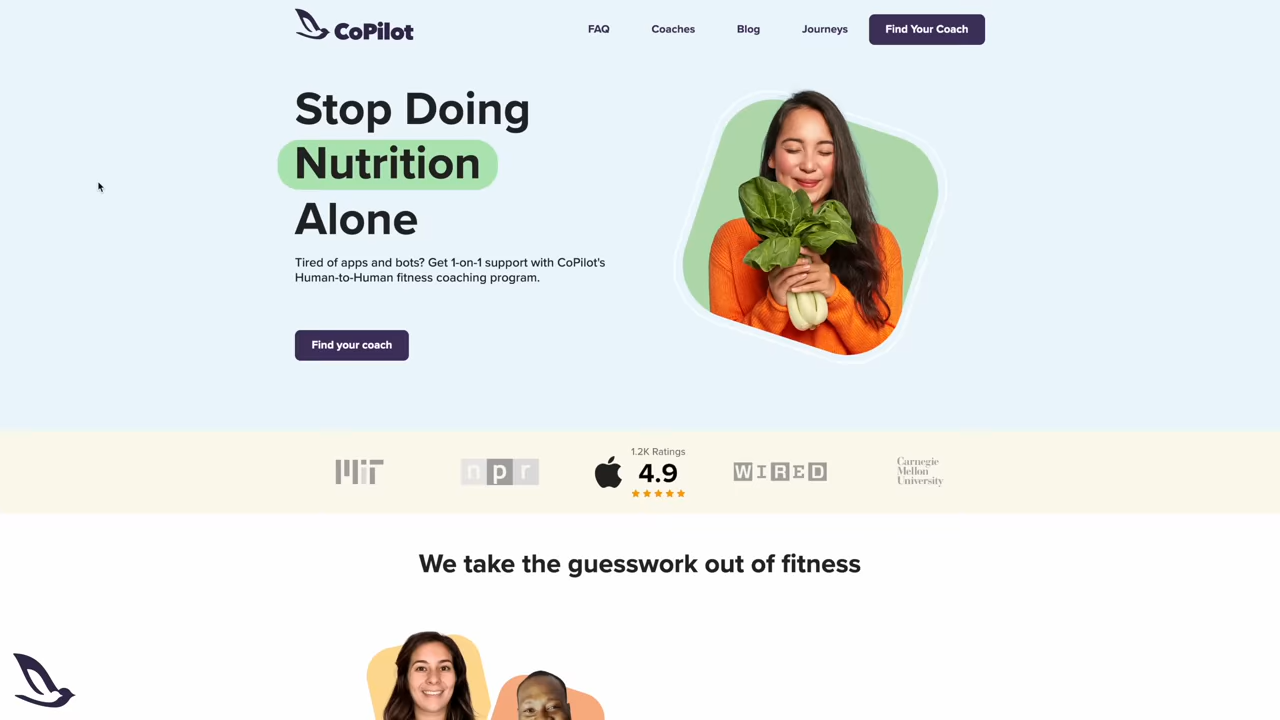 CoPilot
FAQ
Coaches
Blog
Journeys
Find Your Coach
Stop Doing
Nutrition
Alone
Tired of apps and bots? Get 1-on-1 support with CoPilot's
Human-to-Human fitness coaching program.
Find your coach
MIT
npr
1.2K Ratings
4.9
WIRED
Carnegie
Mellon
University
We take the guesswork out of fitness